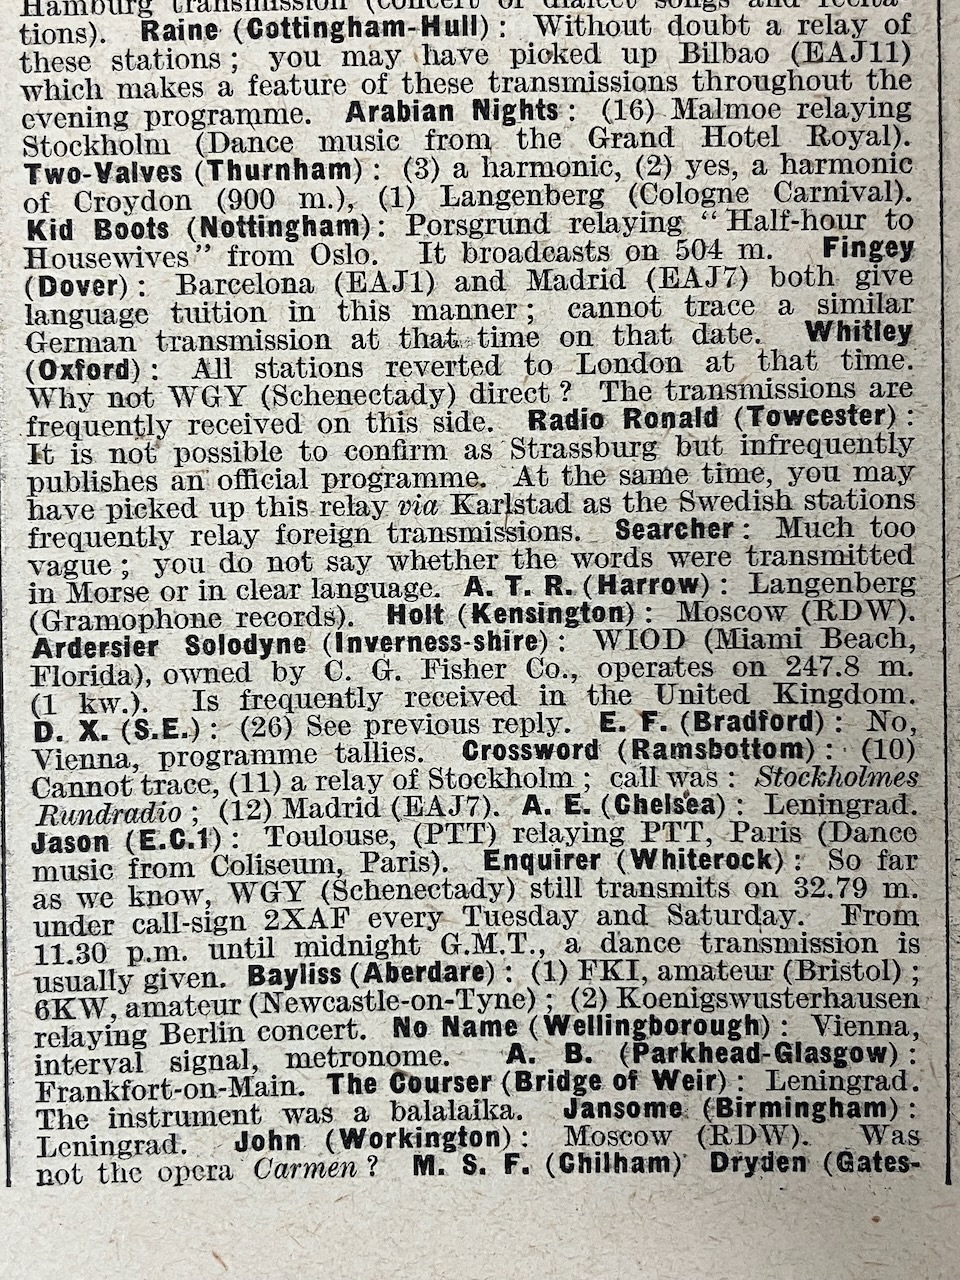 Hamburg transmission (concert of dialect songs and recita-
tions). Raine (Cottingham-Hull): Without doubt a relay of
these stations; you may have picked up Bilbao (EAJ11)
which makes a feature of these transmissions throughout the
evening programme. Arabian Nights: (16) Malmoe relaying
Stockholm (Dance music from the Grand Hotel Royal).
Two-Valves (Thurnham): (3) a harmonic, (2) yes, a harmonic
of Croydon (900 m.), (1) Langenberg (Cologne Carnival).
Kid Boots (Nottingham): Porsgrund relaying "Half-hour to
Housewives" from Oslo. It broadcasts on 504 m. Fingey
(Dover): Barcelona (EAJ1) and Madrid (EAJ7) both give
language tuition in this manner; cannot trace a similar
German transmission at that time on that date. Whitley
(Oxford): All stations reverted to London at that time.
Why not WGY (Schenectady) direct? The transmissions are
frequently received on this side. Radio Ronald (Towcester):
It is not possible to confirm as Strassburg but infrequently
publishes an official programme. At the same time, you may
have picked up this relay via Karlstad as the Swedish stations
frequently relay foreign transmissions. Searcher: Much too
vague; you do not say whether the words were transmitted
in Morse or in clear language. A. T. R. (Harrow): Langenberg
(Gramophone records). Holt (Kensington): Moscow (RDW).
Ardersier Solodyne (Inverness-shire): WIOD (Miami Beach,
Florida), owned by C. G. Fisher Co., operates on 247.8 m.
(1 kw.). Is frequently received in the United Kingdom.
D. X. (S.E.): (26) See previous reply. E. F. (Bradford): No,
Vienna, programme tallies. Crossword (Ramsbottom): (10)
Cannot trace, (11) a relay of Stockholm; call was: Stockholmes
Rundradio; (12) Madrid (EAJ7). A. E. (Chelsea): Leningrad.
Jason (E.C.1): Toulouse, (PTT) relaying PTT, Paris (Dance
music from Coliseum, Paris). Enquirer (Whiterock): So far
as we know, WGY (Schenectady) still transmits on 32.79 m.
under call-sign 2XAF every Tuesday and Saturday. From
11.30 p.m. until midnight G.M.T., a dance transmission is
usually given. Bayliss (Aberdare): (1) FKI, amateur (Bristol);
6KW, amateur (Newcastle-on-Tyne); (2) Koenigswusterhausen
relaying Berlin concert. No Name (Wellingborough): Vienna,
interval signal, metronome. A. B. (Parkhead-Glasgow):
Frankfort-on-Main. The Courser (Bridge of Weir): Leningrad.
The instrument was a balalaika. Jansome (Birmingham):
Leningrad. John (Workington): Moscow (RDW). Was
not the opera Carmen? M. S. F. (Chilham) Dryden (Gates-